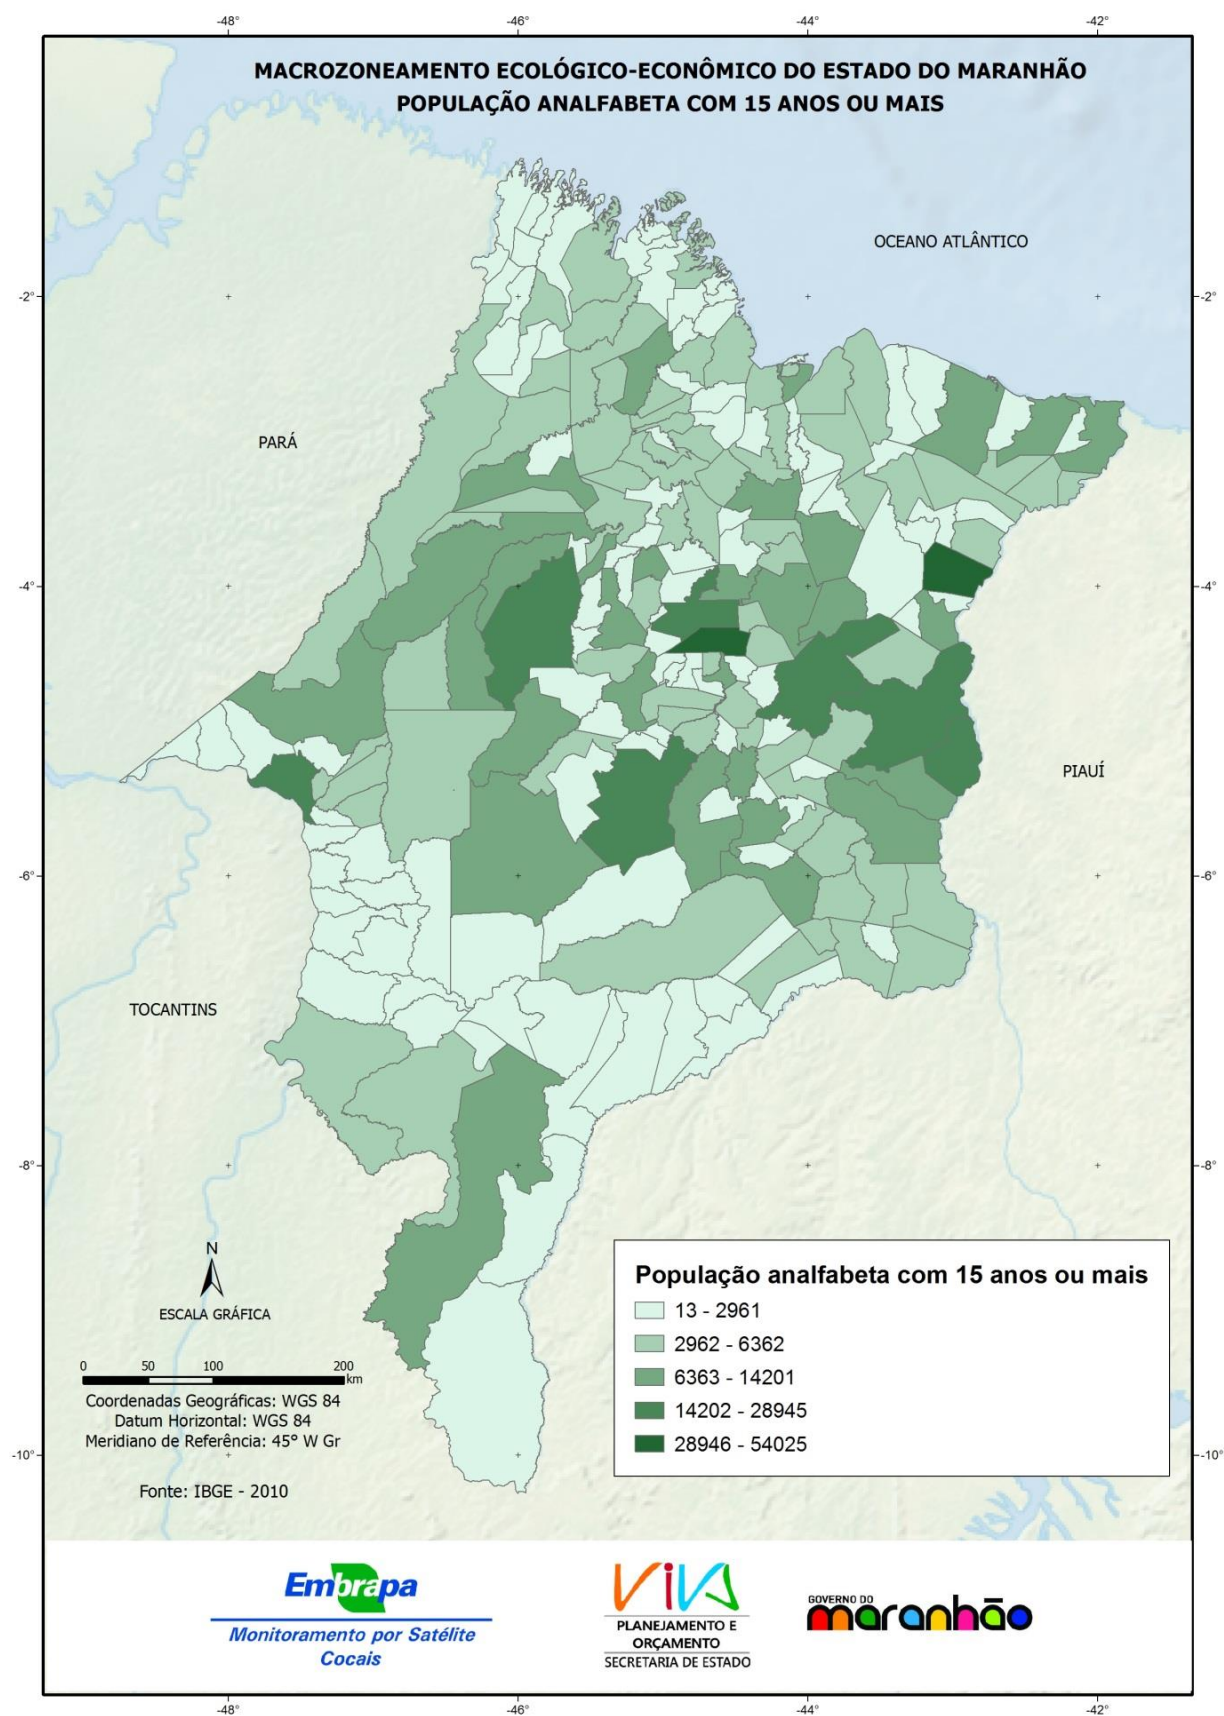 -48° -46° -44° -42°
MACROZONEAMENTO ECOLÓGICO-ECONÔMICO DO ESTADO DO MARANHÃO
POPULAÇÃO ANALFABETA COM 15 ANOS OU MAIS
OCEANO ATLÂNTICO
-2° -2°
PARÁ
-4° -4°
PIAUÍ
-6° -6°
TOCANTINS
-8° -8°
N
ESCALA GRÁFICA
0 50 100 200
km
Coordenadas Geográficas: WGS 84
Datum Horizontal: WGS 84
Meridiano de Referência: 45° W Gr
-10° -10°
Fonte: IBGE - 2010
População analfabeta com 15 anos ou mais
13 - 2961
2962 - 6362
6363 - 14201
14202 - 28945
28946 - 54025
Embrapa
Monitoramento por Satélite
Cocais
VIVA
PLANEJAMENTO E
ORÇAMENTO
SECRETARIA DE ESTADO
GOVERNO DO
maranhão
-48° -46° -44° -42°